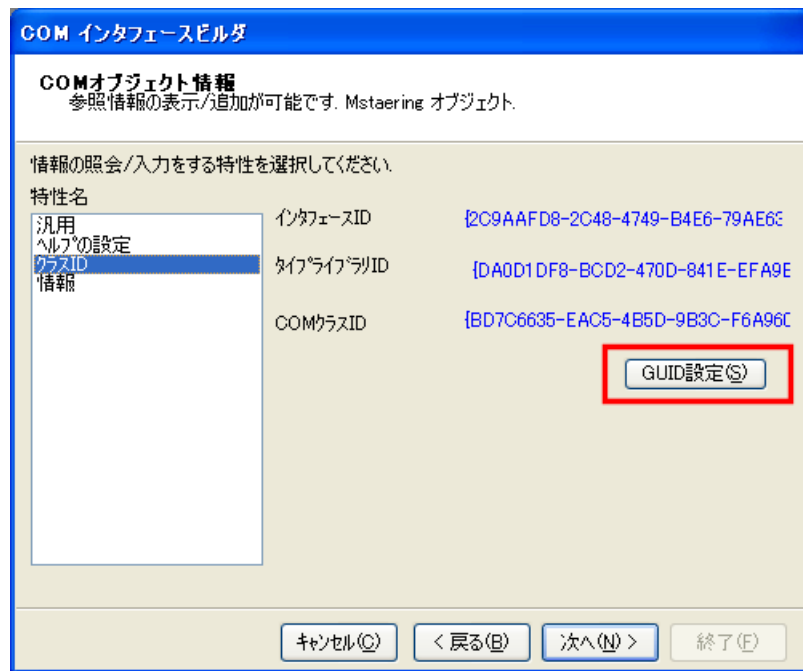 COM インタフェースビルダ
COMオブジェクト情報
参照情報の表示/追加が可能です. Mstaering オブジェクト.
情報の照会/入力をする特性を選択してください.
特性名
汎用
ヘルプの設定
クラスID
情報
インタフェースID {2C9AAFD8-2C48-4749-B4E6-79AE63
タイプライブラリID {DA0D1DF8-BCD2-470D-841E-EFA9E
COMクラスID {BD7C6635-EAC5-4B5D-9B3C-F6A960
GUID設定(S)
キャンセル(C) < 戻る(B) 次へ(N) > 終了(F)